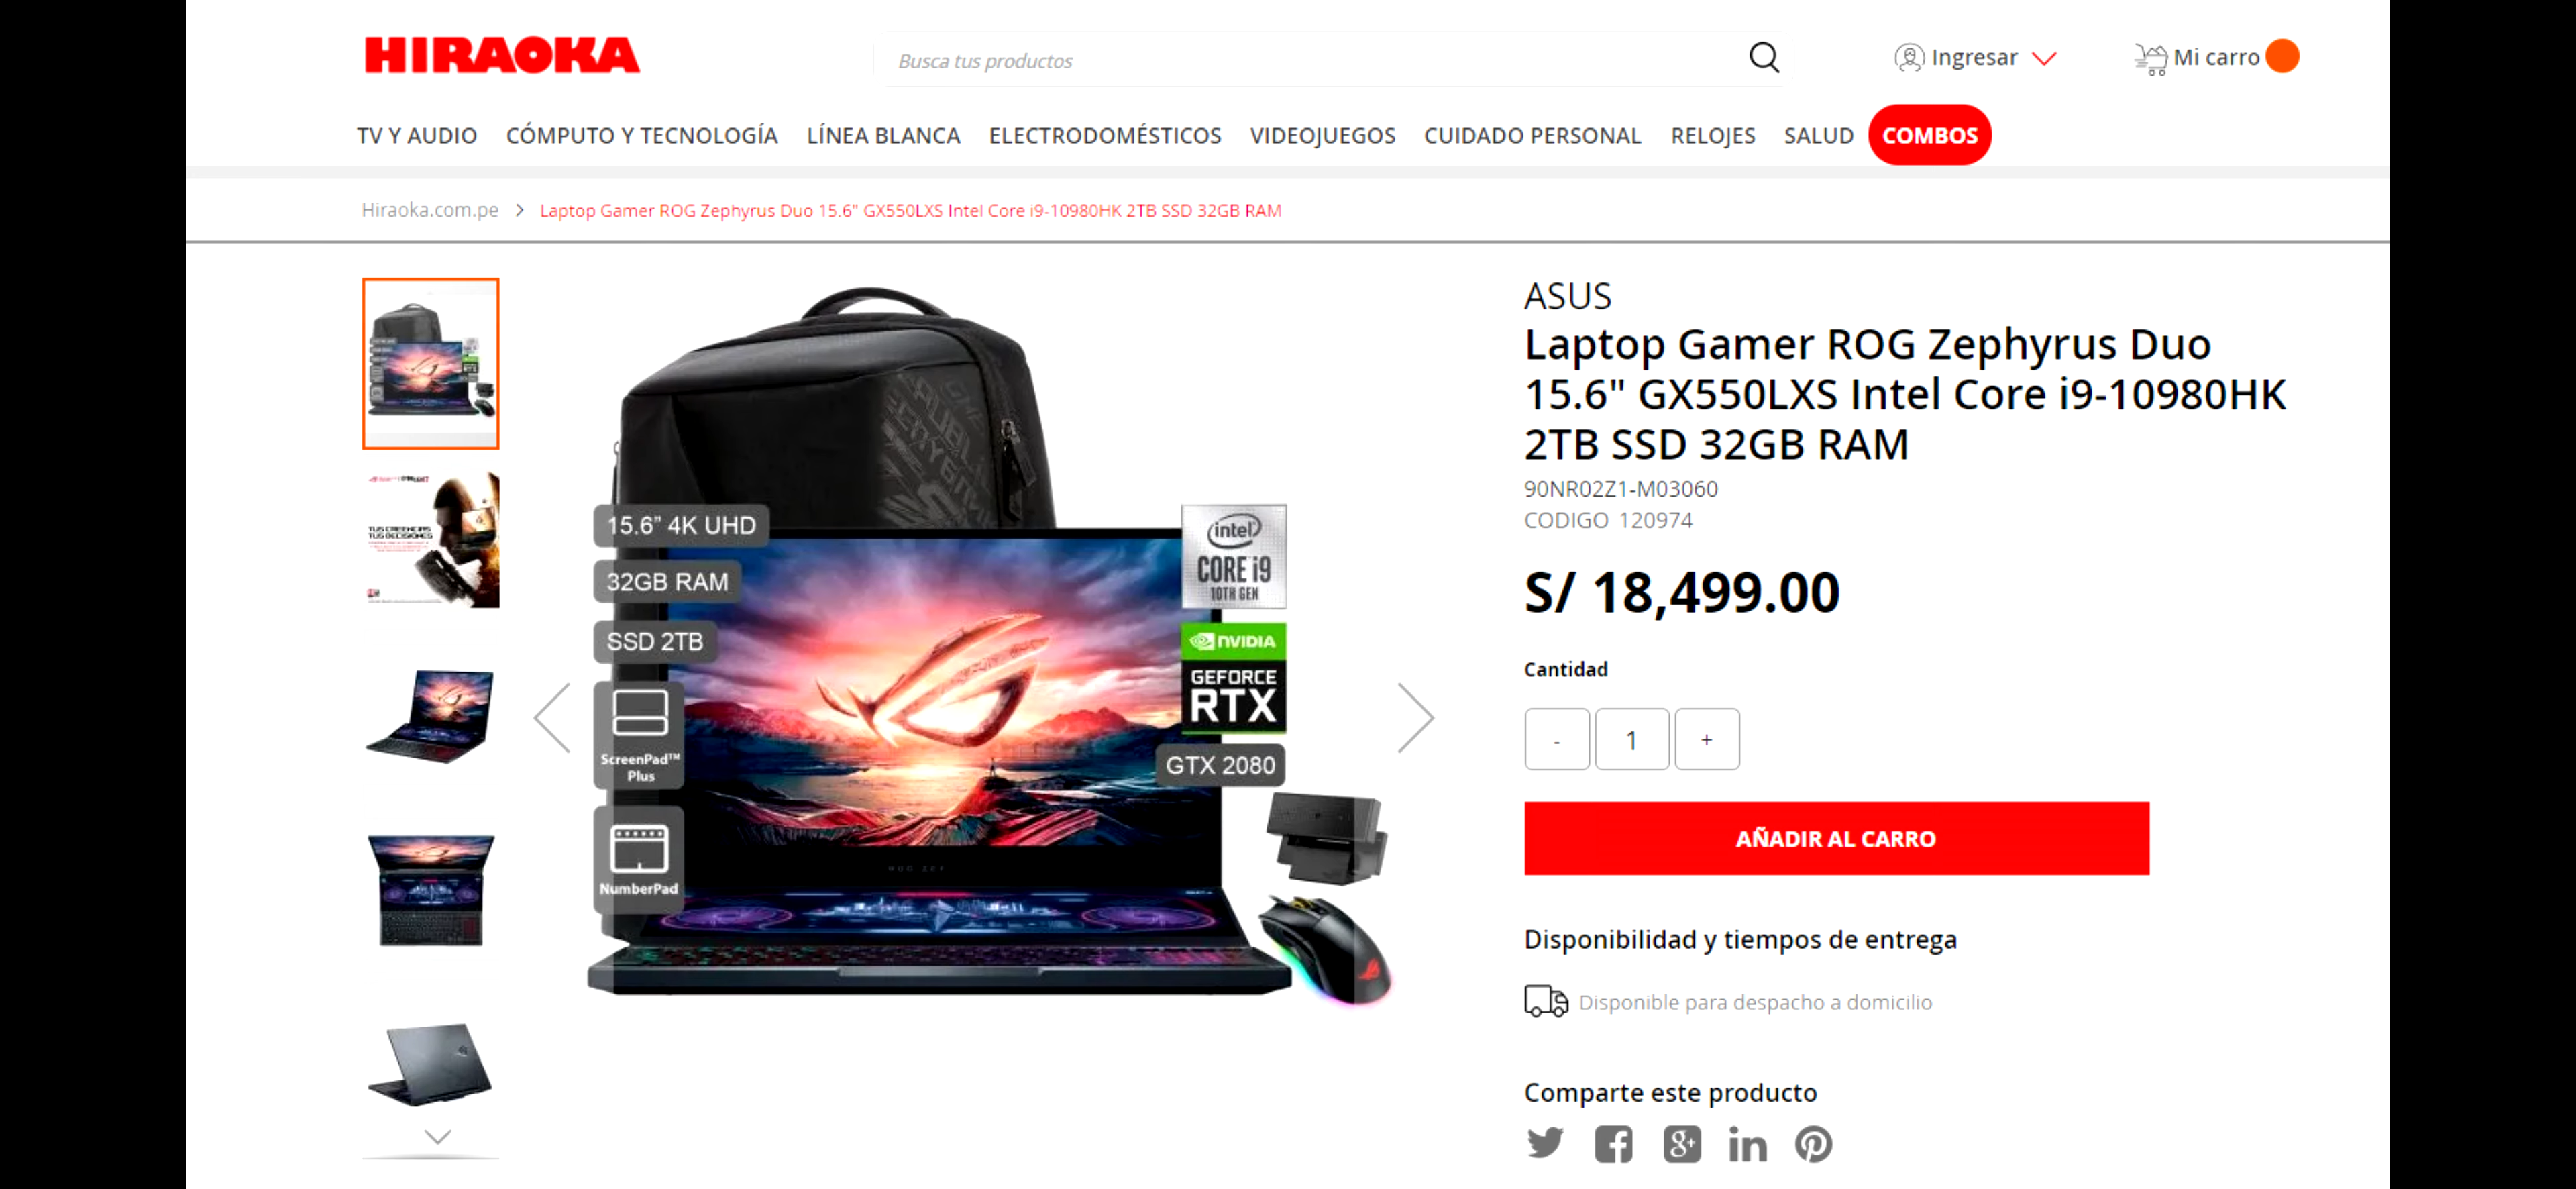 HIRAOKA
Busca tus productos
Ingresar
Mi carro
TV Y AUDIO CÓMPUTO Y TECNOLOGÍA LÍNEA BLANCA ELECTRODOMÉSTICOS VIDEOJUEGOS CUIDADO PERSONAL RELOJES SALUD COMBOS
Hiraoka.com.pe > Laptop Gamer ROG Zephyrus Duo 15.6" GX550LXS Intel Core i9-10980HK 2TB SSD 32GB RAM
TUS CREENCIAS
TUS DECISIONES
15.6” 4K UHD
32GB RAM
SSD 2TB
ScreenPad™
Plus
NumberPad
intel
CORE i9
10TH GEN
NVIDIA
GEFORCE
RTX
GTX 2080
ASUS
Laptop Gamer ROG Zephyrus Duo
15.6" GX550LXS Intel Core i9-10980HK
2TB SSD 32GB RAM
90NR02Z1-M03060
CODIGO 120974
S/ 18,499.00
Cantidad
- 1 +
AÑADIR AL CARRO
Disponibilidad y tiempos de entrega
Disponible para despacho a domicilio
Comparte este producto